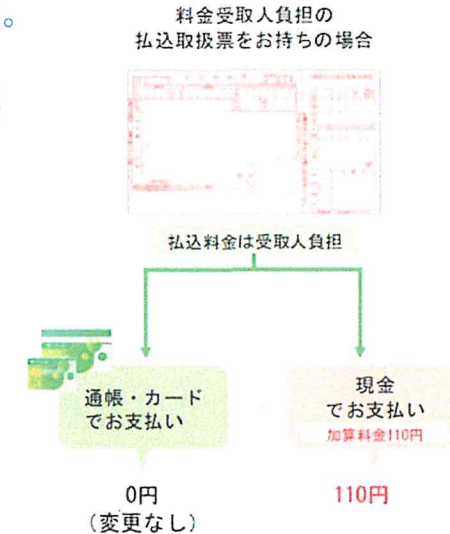 。
料金受取人負担の
払込取扱票をお持ちの場合
払込料金は受取人負担
通帳・カード
でお支払い
現金
でお支払い
加算料金110円
0円
(変更なし)
110円